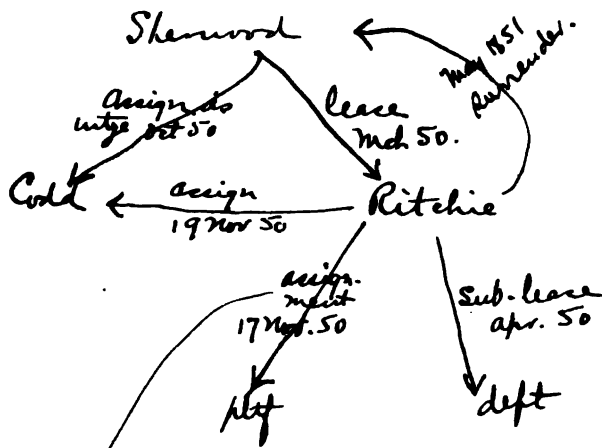 Sherwood
May 1851
Surrender.
assign as
mtge Oct 50
lease
Mch 50.
Codd
assign
19 Nov 50
Ritchie
assign-
ment
17 Nov. 50
sub-lease
apr. 50
pltf
deft